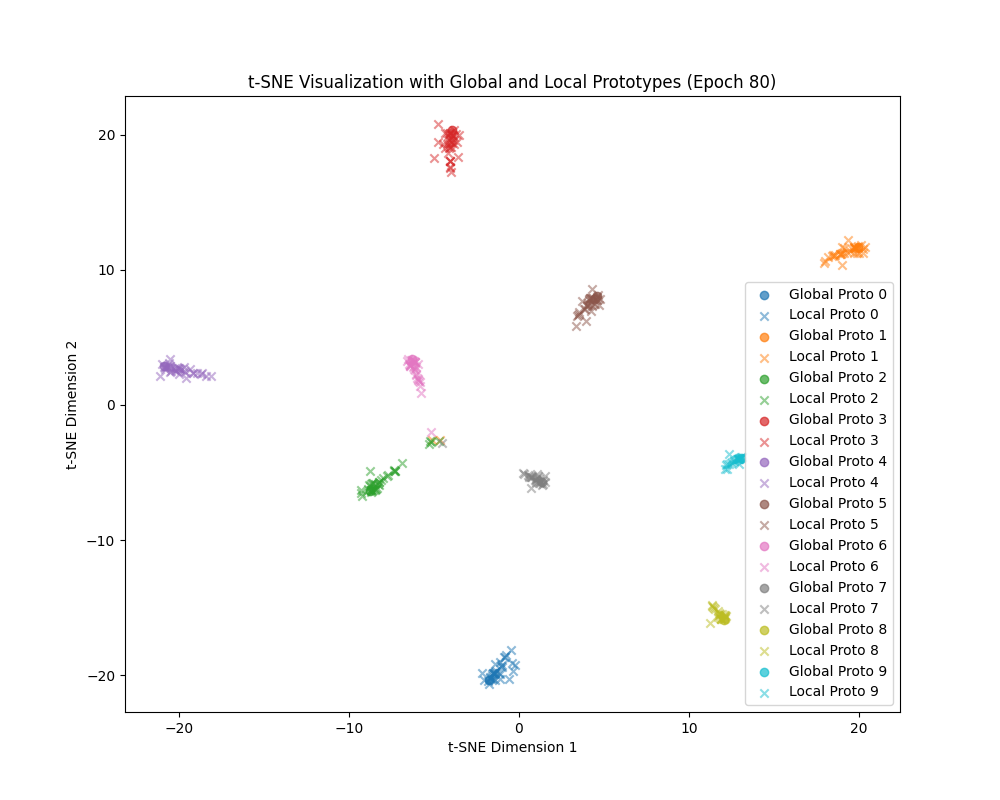 t-SNE Visualization with Global and Local Prototypes (Epoch 80)
t-SNE Dimension 2
20
10
0
−10
−20
−20
−10
0
10
20
t-SNE Dimension 1
Global Proto 0
Local Proto 0
Global Proto 1
Local Proto 1
Global Proto 2
Local Proto 2
Global Proto 3
Local Proto 3
Global Proto 4
Local Proto 4
Global Proto 5
Local Proto 5
Global Proto 6
Local Proto 6
Global Proto 7
Local Proto 7
Global Proto 8
Local Proto 8
Global Proto 9
Local Proto 9